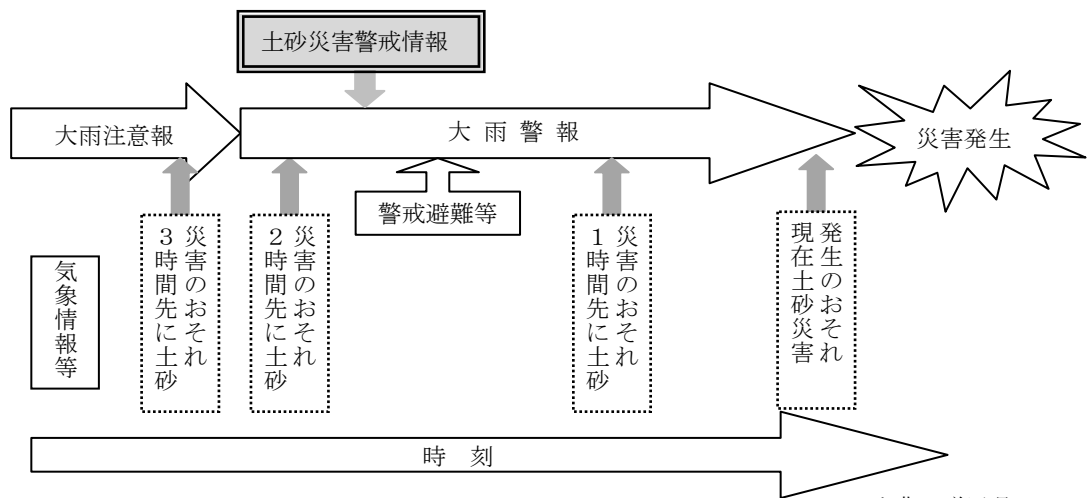 土砂災害警戒情報
大雨注意報
大雨警報
災害発生
警戒避難等
気象情報等
3時間先に土砂
災害のおそれ
2時間先に土砂
災害のおそれ
1時間先に土砂
災害のおそれ
現在土砂災害
発生のおそれ
時刻